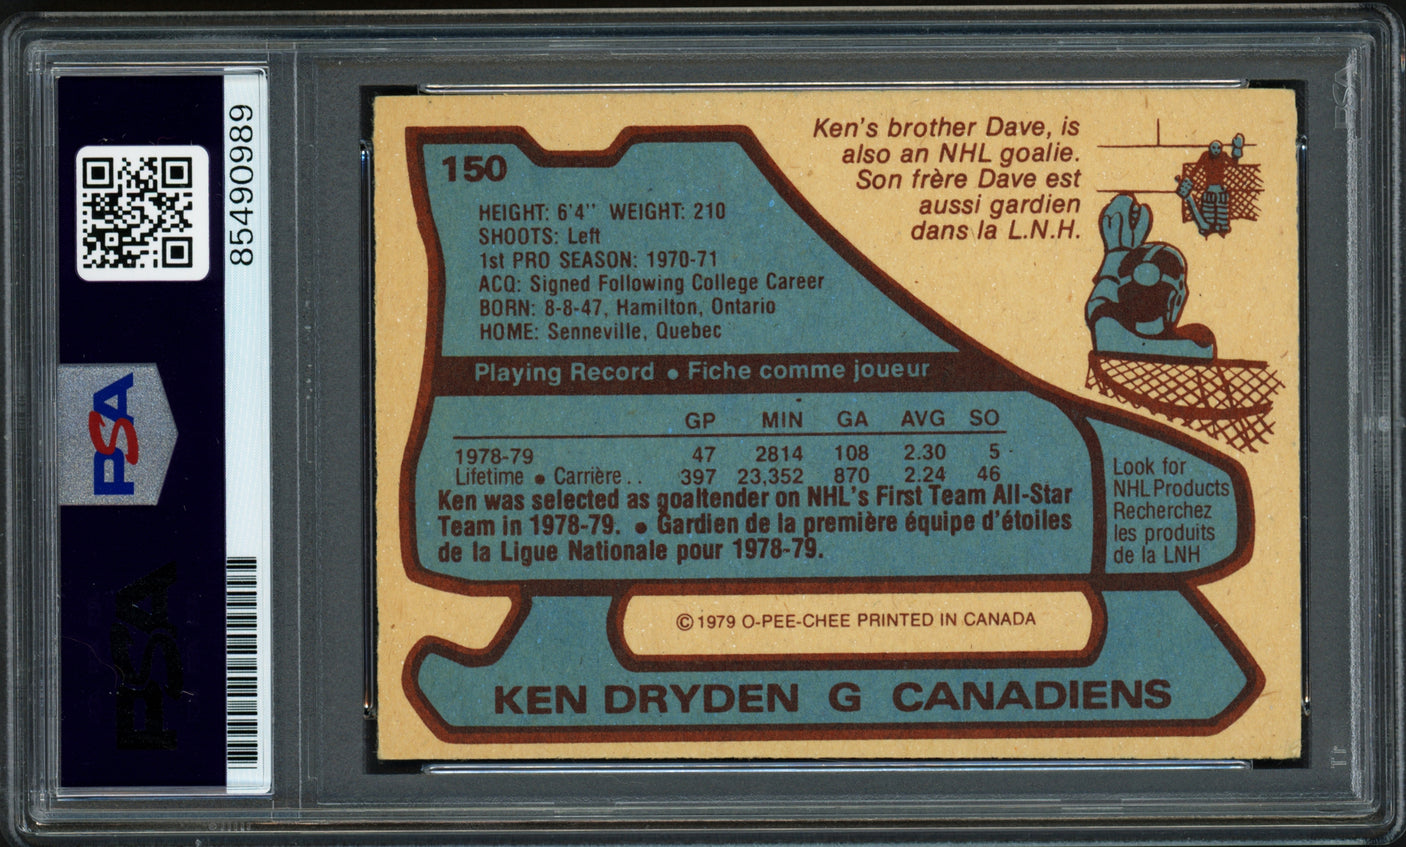 85490989
PSA
PSA
150
HEIGHT: 6'4'' WEIGHT: 210
SHOOTS: Left
1st PRO SEASON: 1970-71
ACQ: Signed Following College Career
BORN: 8-8-47, Hamilton, Ontario
HOME: Senneville, Quebec
Ken's brother Dave, is
also an NHL goalie.
Son frère Dave est
aussi gardien
dans la L.N.H.
Playing Record • Fiche comme joueur
GP MIN GA AVG SO
1978-79 47 2814 108 2.30 5
Lifetime • Carrière . . 397 23,352 870 2.24 46
Ken was selected as goaltender on NHL's First Team All-Star
Team in 1978-79. • Gardien de la première équipe d'étoiles
de la Ligue Nationale pour 1978-79.
Look for
NHL Products
Recherchez
les produits
de la LNH
© 1979 O-PEE-CHEE PRINTED IN CANADA
KEN DRYDEN G CANADIENS